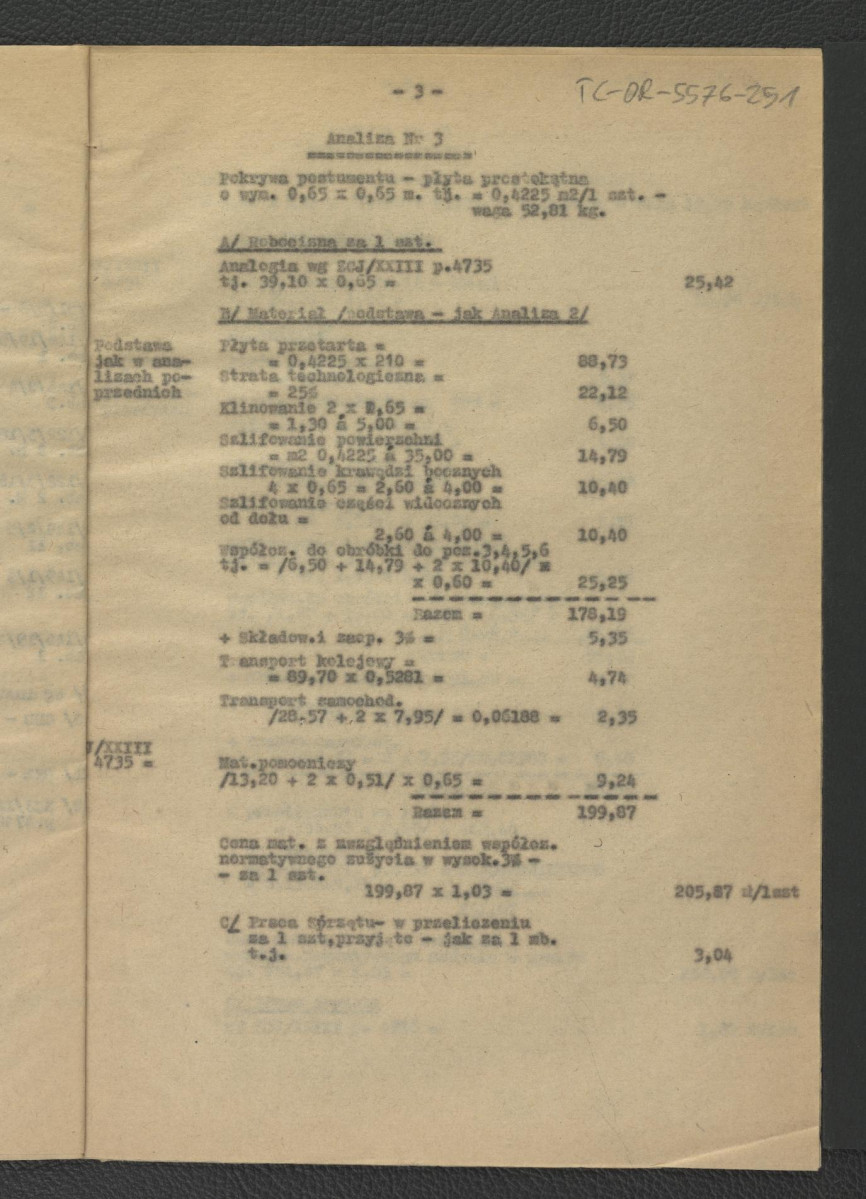 - 3 -
TC-DR-5576-251
Analiza Nr 3
Pokrywa postumentu - płyta prostokątna
o wym. 0,65 x 0,65 m. tj. = 0,4225 m2/1 szt. -
waga 52,81 kg.
A/ Robocizna za 1 szt.
Analogia wg ECJ/XXIII p.4735
tj. 39,10 x 0,65 = 25,42
B/ Materiał /podstawa - jak Analiza 2/
Podstawa
jak w ana-
lizach po-
przednich
Płyta przetarta =
= 0,4225 x 210 = 88,73
Strata technologiczna =
= 25% 22,12
Klinowanie 2 x 0,65 =
= 1,30 á 5,00 = 6,50
Szlifowanie powierzchni
= m2 0,4225 á 35,00 = 14,79
Szlifowanie krawędzi bocznych
4 x 0,65 = 2,60 á 4,00 = 10,40
Szlifowanie części widocznych
od dołu =
2,60 á 4,00 = 10,40
Współcz. do obróbki do poz.3,4,5,6
tj. = /6,50 + 14,79 + 2 x 10,40/ x
x 0,60 = 25,25
Razem = 178,19
+ Składow.i zaop. 3% = 5,35
Transport kolejowy =
= 89,70 x 0,5281 = 4,74
Transport samochod.
/28,57 + 2 x 7,95/ = 0,06188 = 2,35
/XXIII
4735 =
Mat.pomocniczy
/13,20 + 2 x 0,51/ x 0,65 = 9,24
Razem = 199,87
Cena mat. z uwzględnieniem współcz.
normatywnego zużycia w wysok.3% -
- za 1 szt.
199,87 x 1,03 = 205,87 zł/1szt
C/ Praca Sprzętu- w przeliczeniu
za 1 szt,przyjęto - jak za 1 mb.
t.j. 3,04